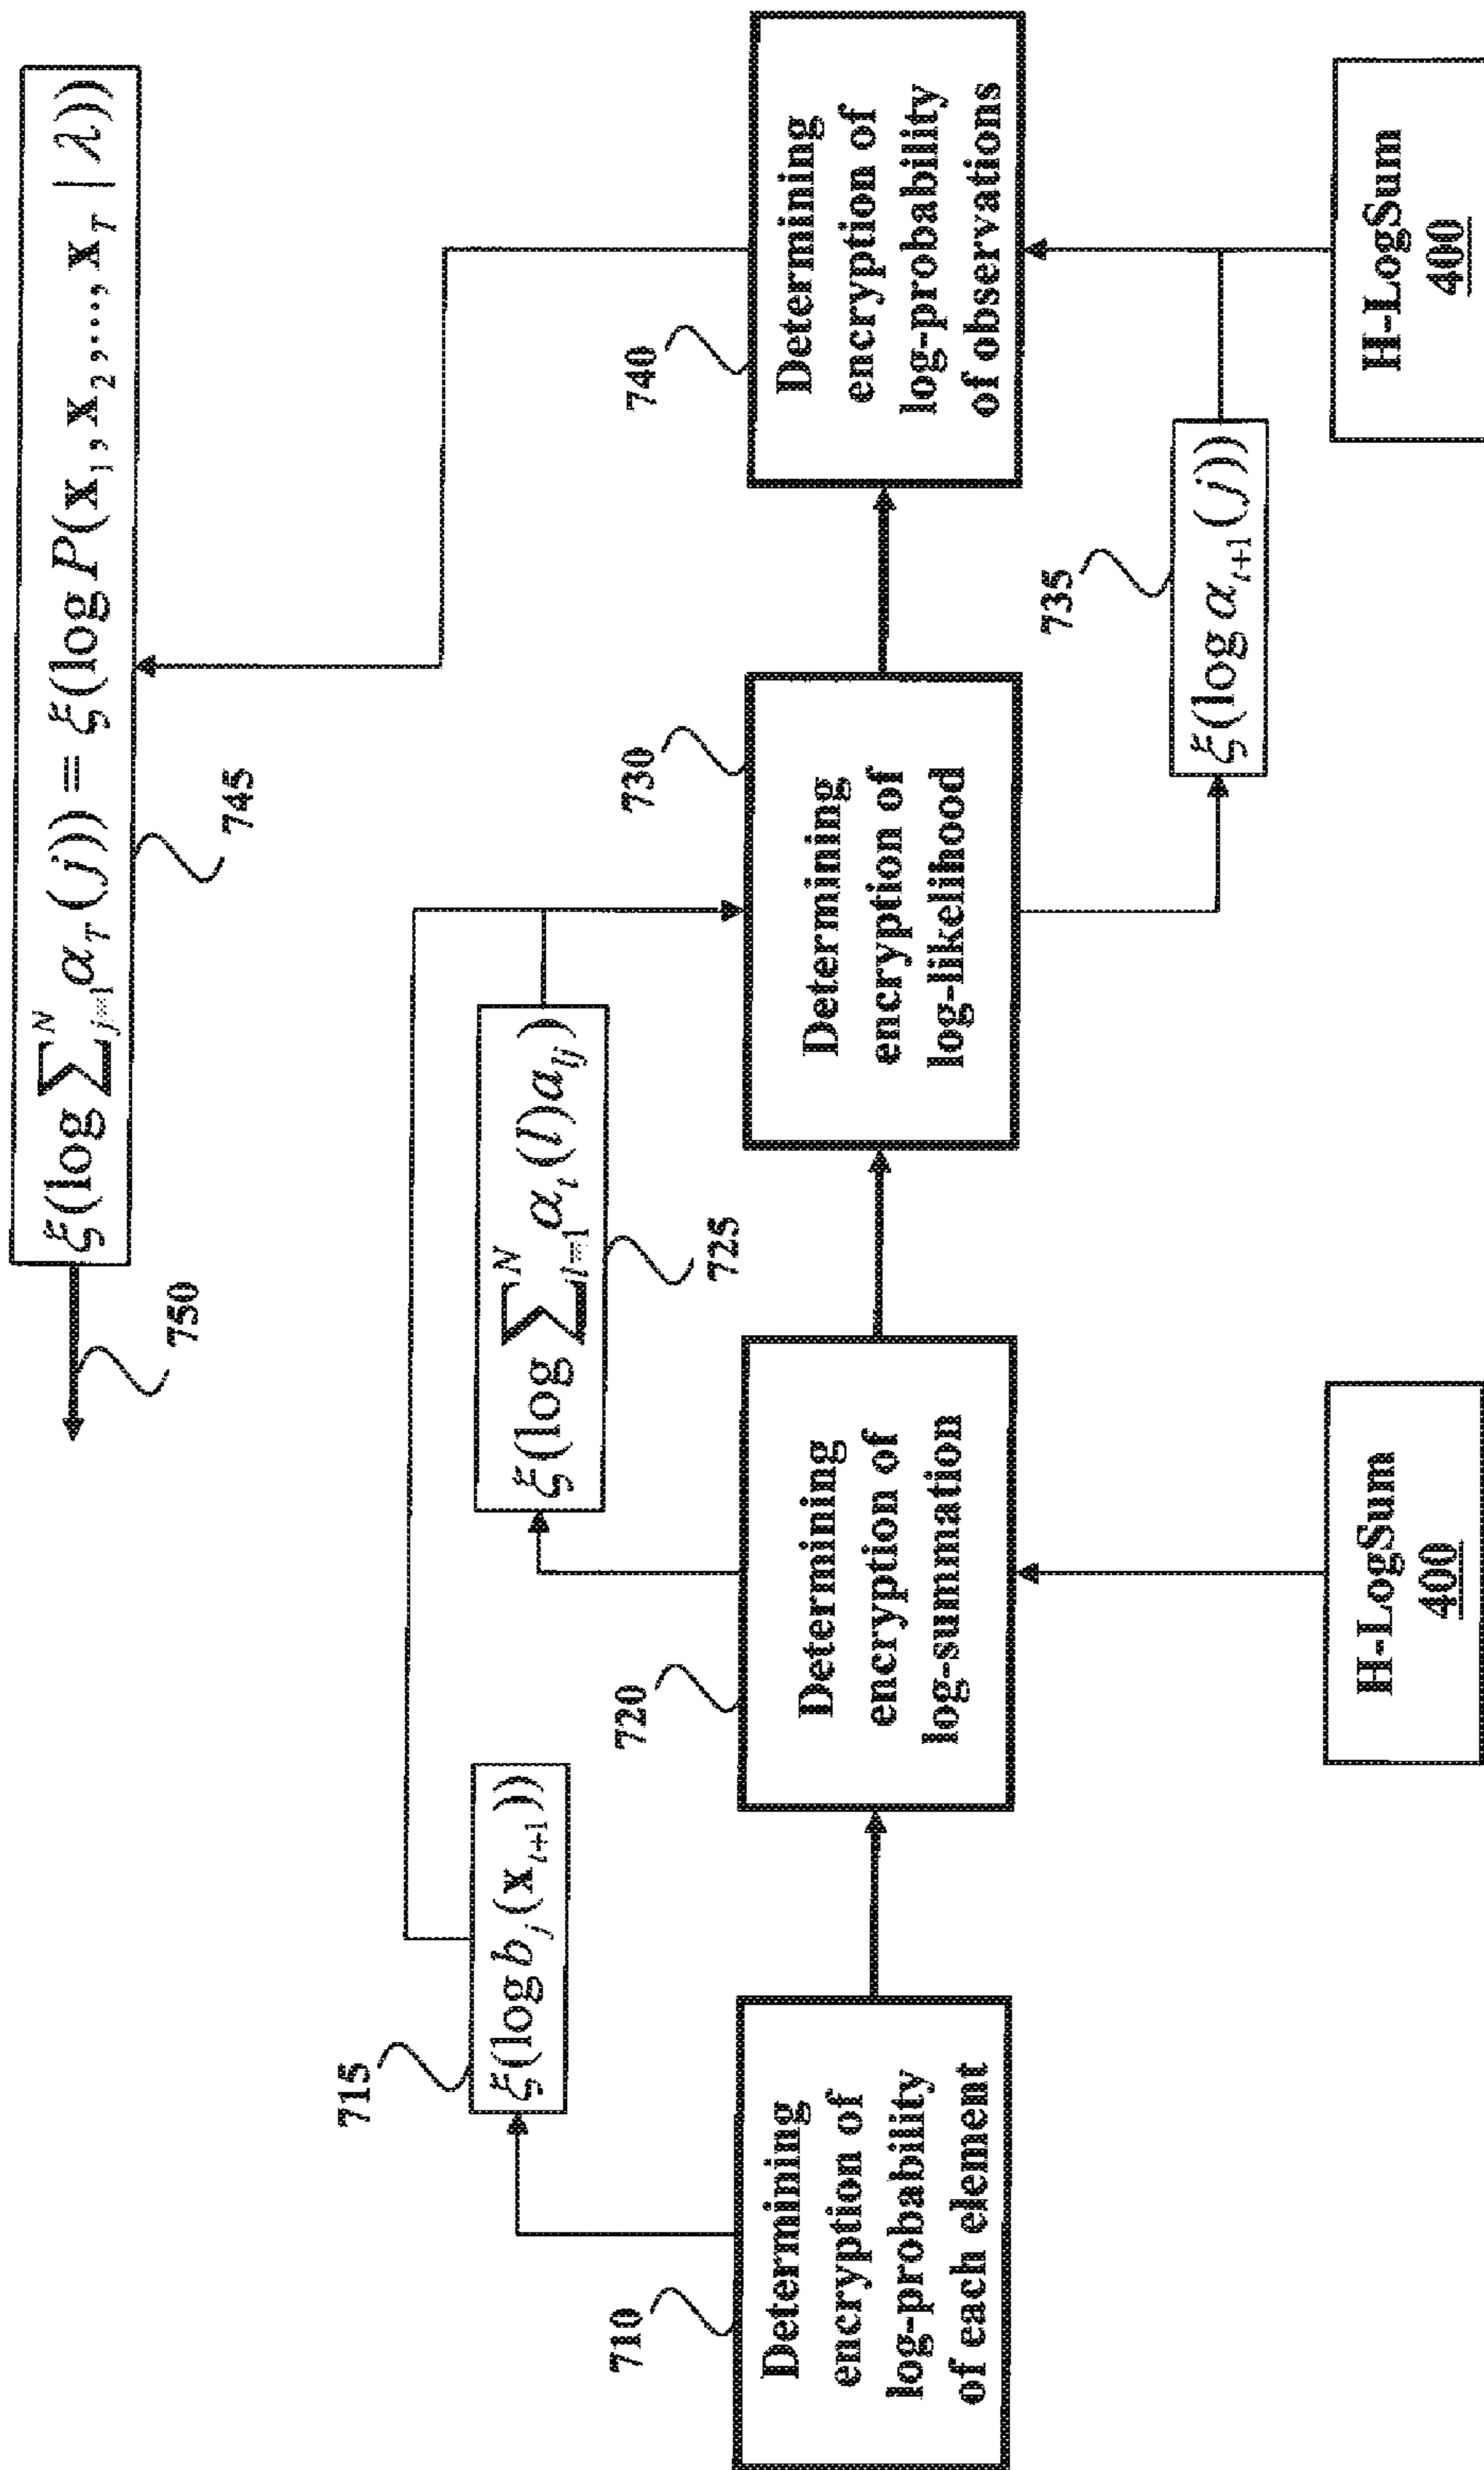 ξ(log ∑_{j=1}^{N} α_T(j)) = ξ(log P(x_1, x_2, ..., x_T | λ))
745
750
715
ξ(log b_j(x_{t+1}))
725
ξ(log ∑_{l=1}^{N} α_t(l)a_{lj})
710
Determining
encryption of
log-probability
of each element
720
Determining
encryption of
log-summation
730
Determining
encryption of
log-likelihood
740
Determining
encryption of
log-probability
of observations
735
ξ(log α_{t+1}(j))
H-LogSum
400
H-LogSum
400